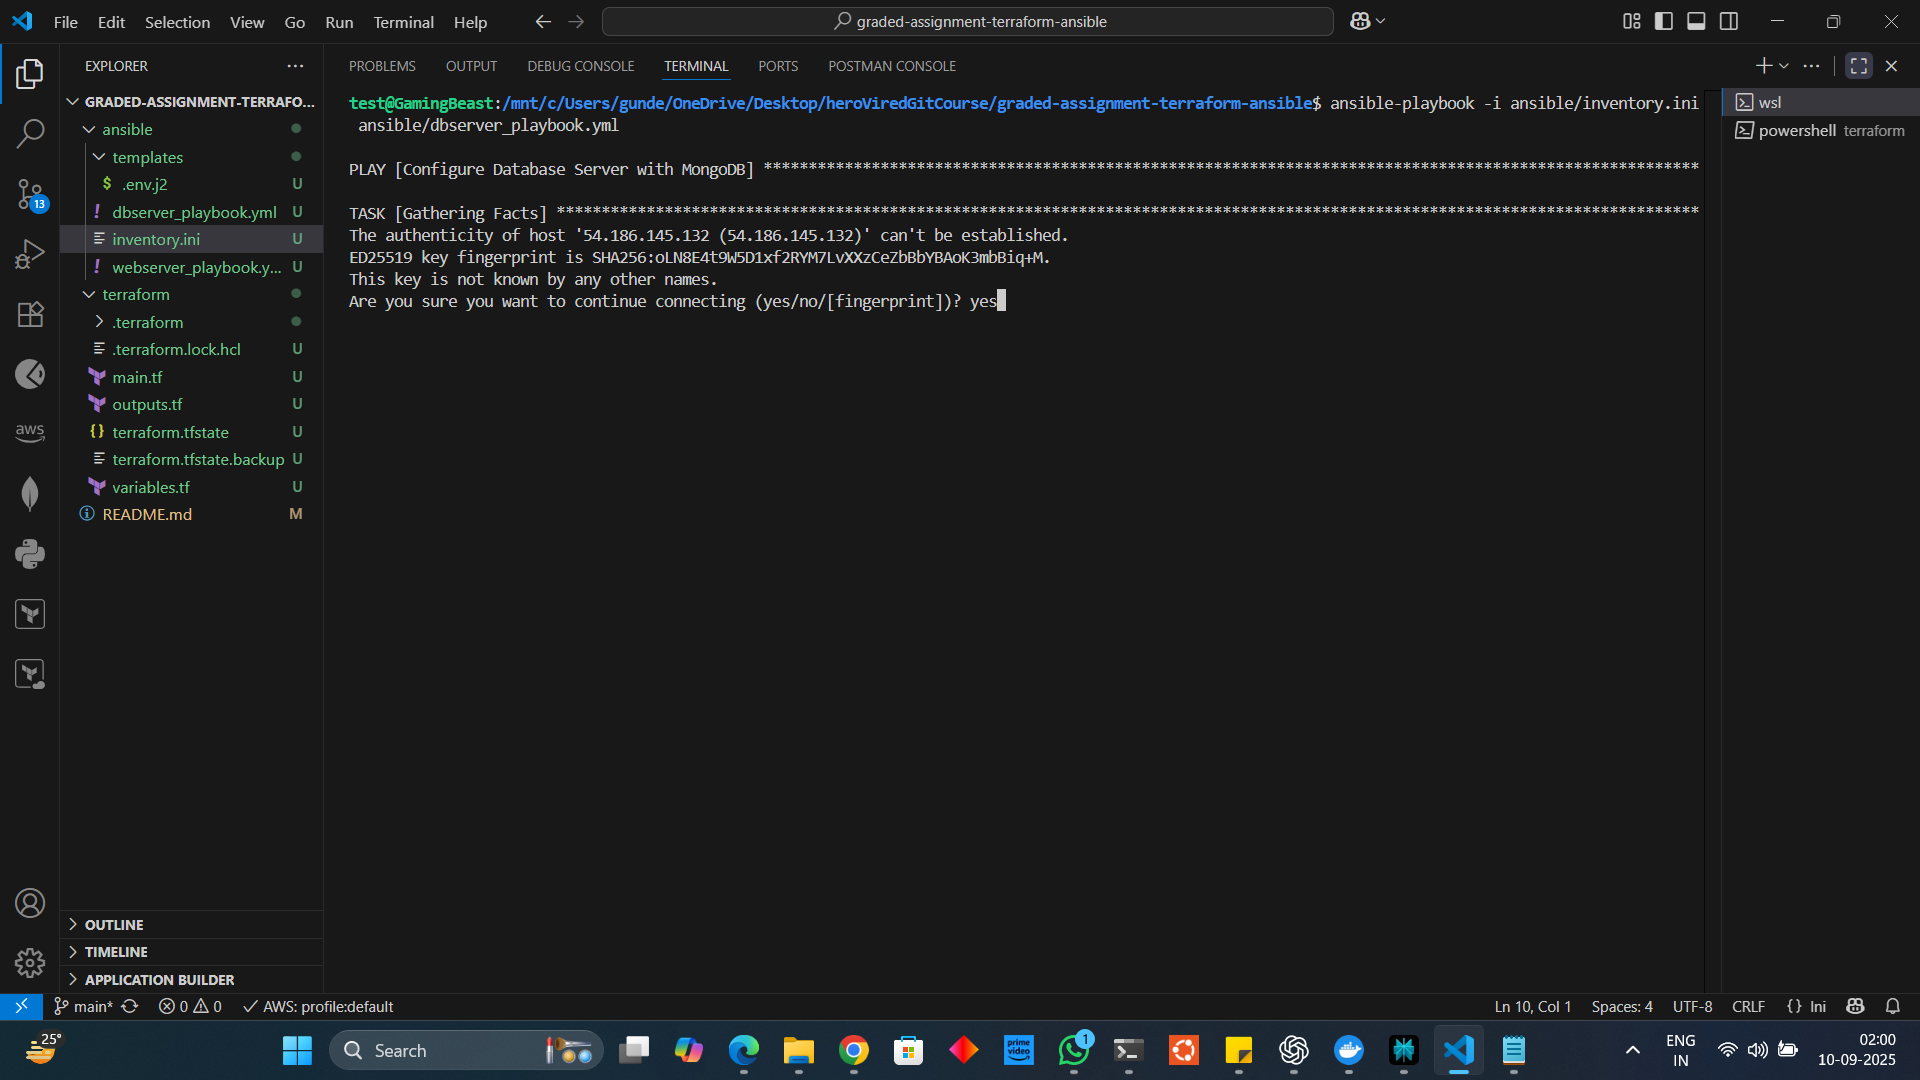 File Edit Selection View Go Run Terminal Help
graded-assignment-terraform-ansible
EXPLORER
GRADED-ASSIGNMENT-TERRAFO...
ansible
templates
$ .env.j2 U
! dbserver_playbook.yml U
inventory.ini U
! webserver_playbook.y... U
terraform
.terraform
.terraform.lock.hcl U
main.tf U
outputs.tf U
{} terraform.tfstate U
terraform.tfstate.backup U
variables.tf U
README.md M
OUTLINE
TIMELINE
APPLICATION BUILDER
13
aws
PROBLEMS OUTPUT DEBUG CONSOLE TERMINAL PORTS POSTMAN CONSOLE
test@GamingBeast:/mnt/c/Users/gunde/OneDrive/Desktop/heroViredGitCourse/graded-assignment-terraform-ansible$ ansible-playbook -i ansible/inventory.ini
ansible/dbserver_playbook.yml
PLAY [Configure Database Server with MongoDB] ********************************************************************************************************
TASK [Gathering Facts] *******************************************************************************************************************************
The authenticity of host '54.186.145.132 (54.186.145.132)' can't be established.
ED25519 key fingerprint is SHA256:oLN8E4t9W5D1xf2RYM7LvXXzCeZbBbYBAoK3mbBiq+M.
This key is not known by any other names.
Are you sure you want to continue connecting (yes/no/[fingerprint])? yes
wsl
powershell terraform
main* 0 0 AWS: profile:default
Ln 10, Col 1 Spaces: 4 UTF-8 CRLF {} Ini
25°
Search
prime video
1
ENG
IN
02:00
10-09-2025